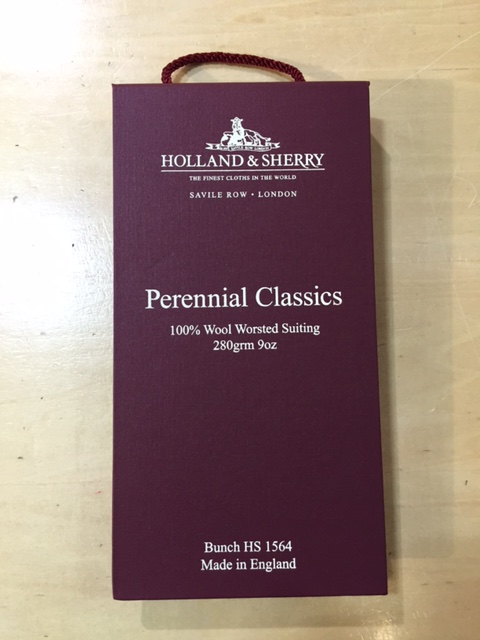 HOLLAND & SHERRY
THE FINEST CLOTHS IN THE WORLD
SAVILE ROW • LONDON
Perennial Classics
100% Wool Worsted Suiting
280grm 9oz
Bunch HS 1564
Made in England